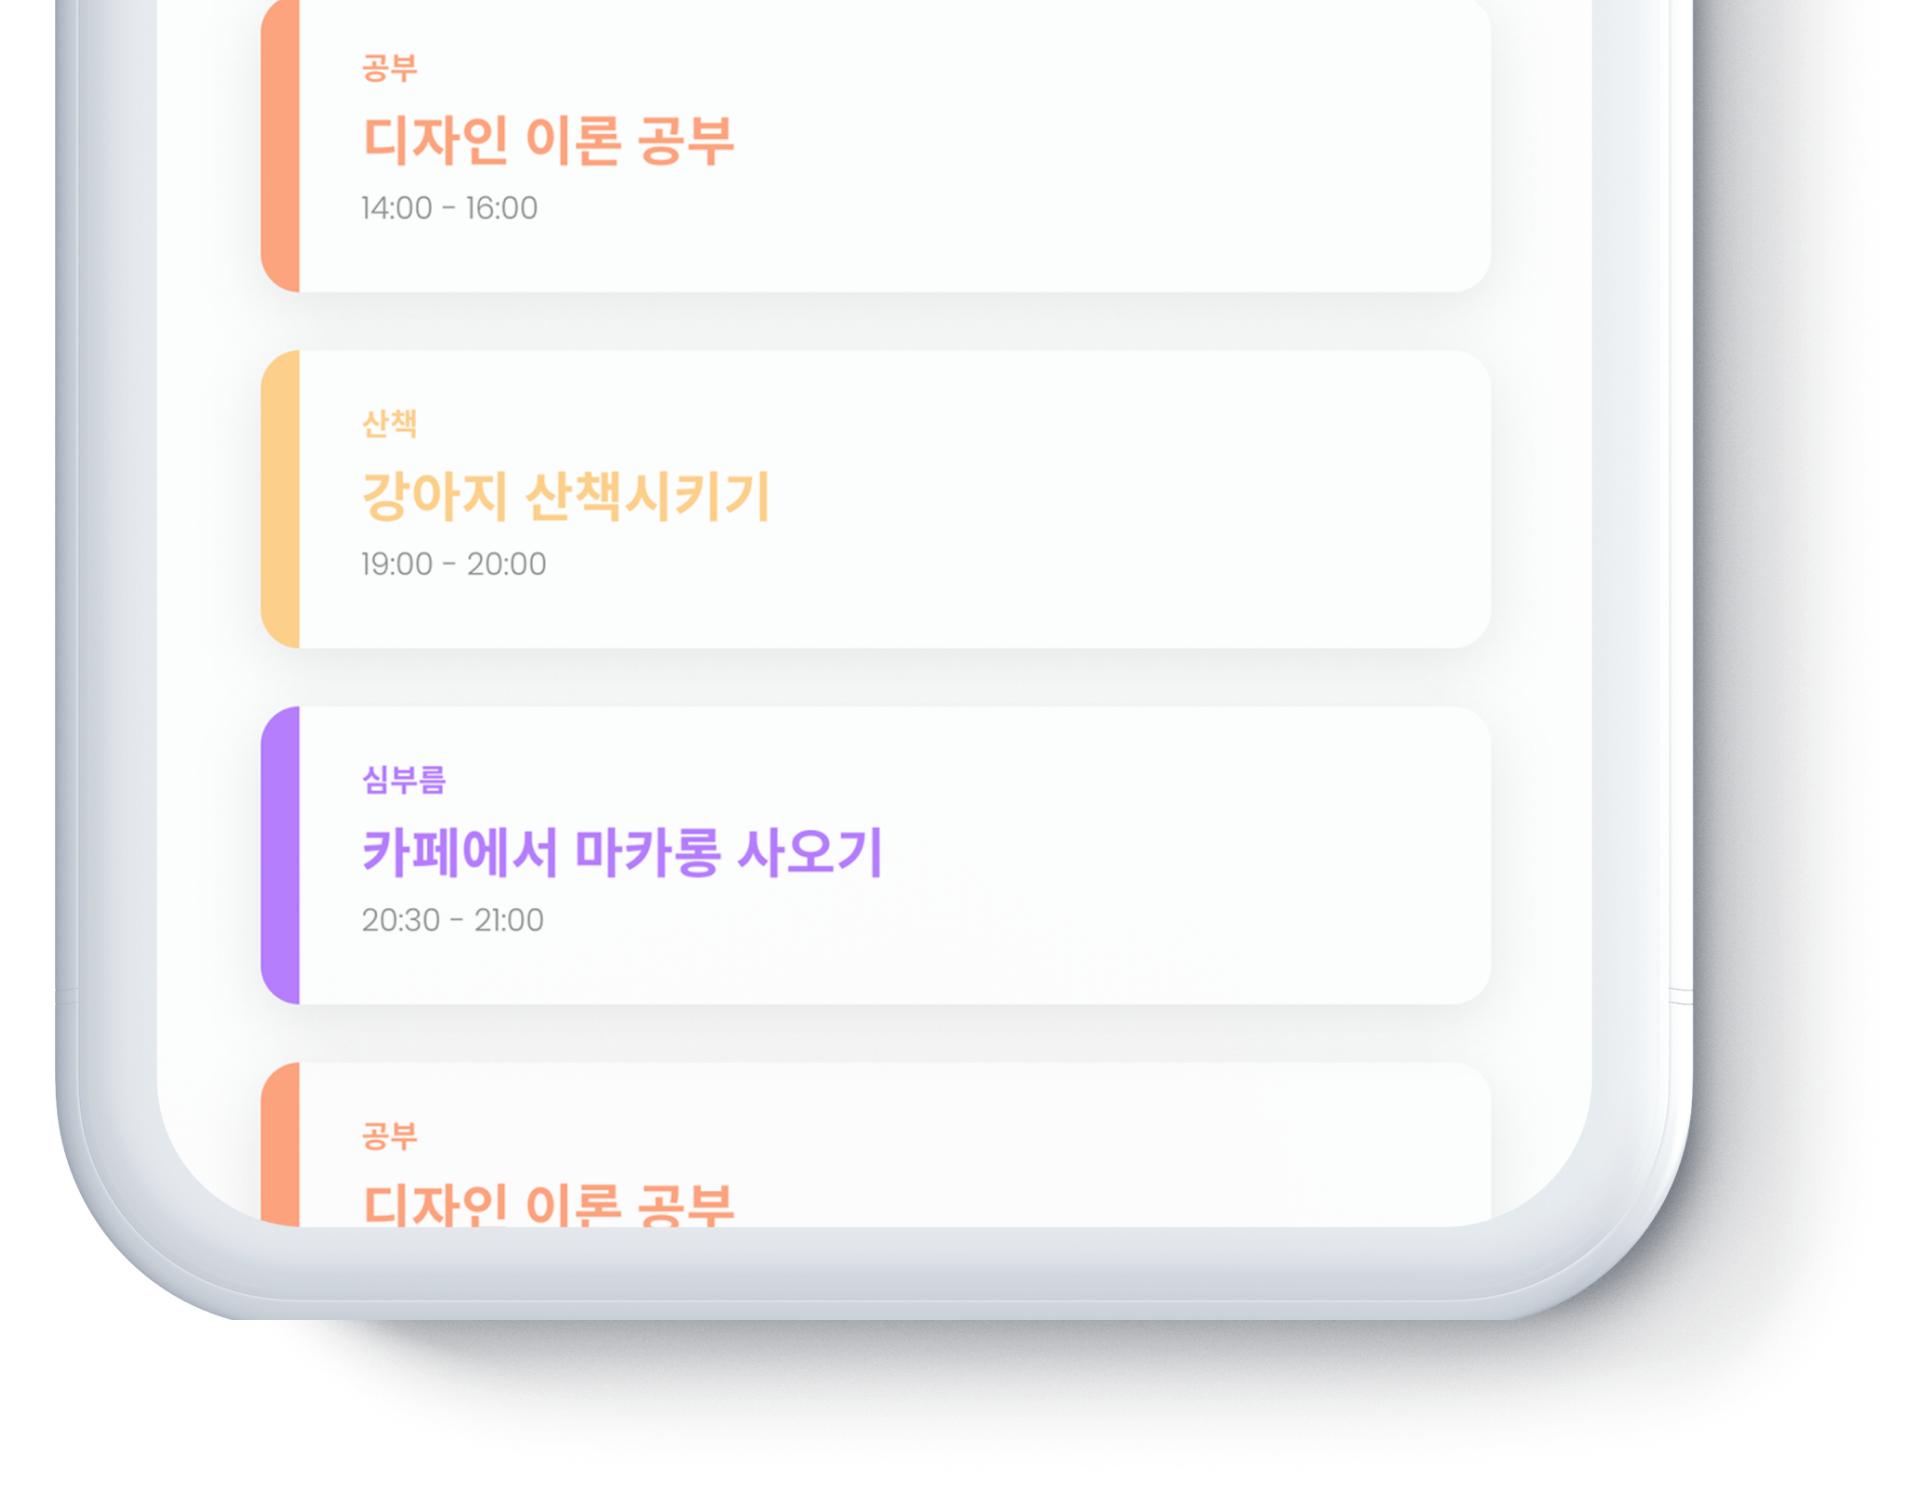 공부
디자인 이론 공부
14:00 - 16:00
산책
강아지 산책시키기
19:00 - 20:00
심부름
카페에서 마카롱 사오기
20:30 - 21:00
공부
디자인 이론 공부